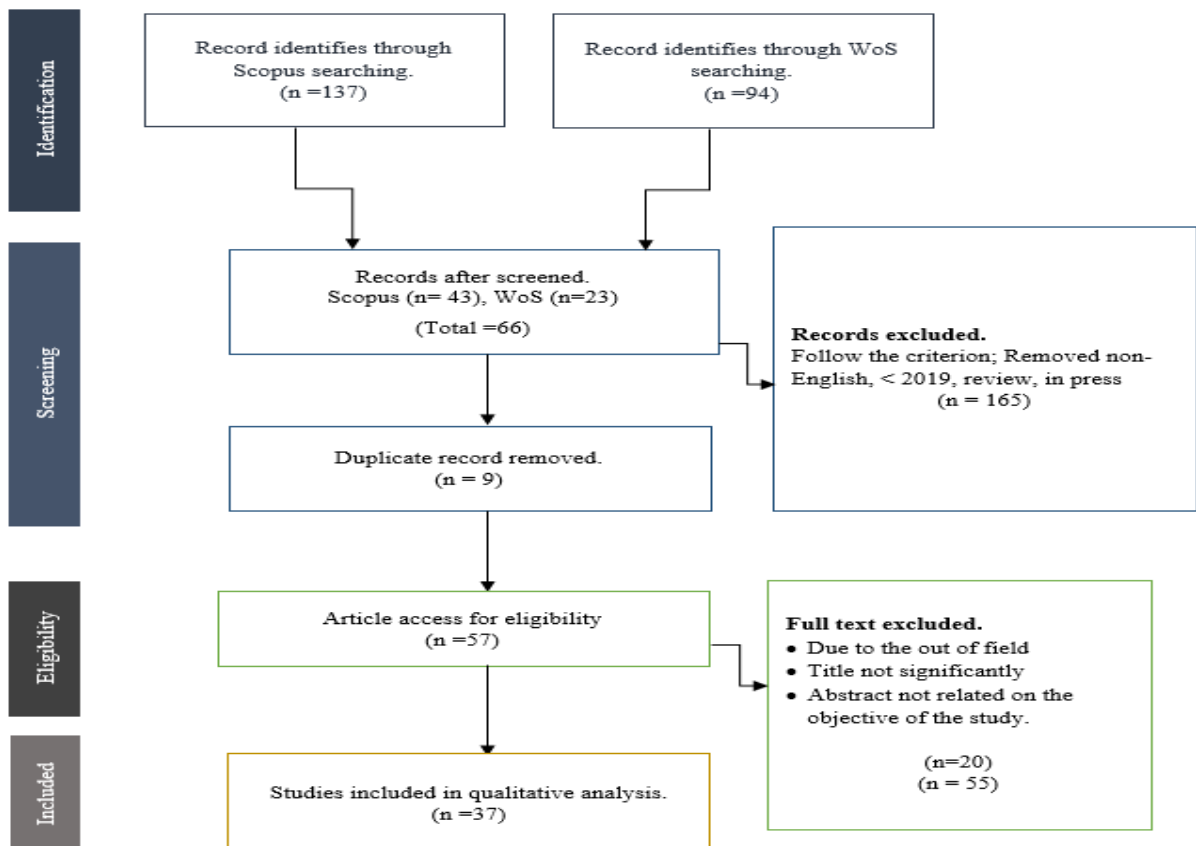 Identification
Record identifies through
Scopus searching.
(n =137)
Record identifies through WoS
searching.
(n =94)
Screening
Records after screened.
Scopus (n= 43), WoS (n=23)
(Total =66)
Records excluded.
Follow the criterion; Removed non-
English, < 2019, review, in press
(n = 165)
Duplicate record removed.
(n = 9)
Eligibility
Article access for eligibility
(n =57)
Full text excluded.
• Due to the out of field
• Title not significantly
• Abstract not related on the
objective of the study.
(n=20)
(n = 55)
Included
Studies included in qualitative analysis.
(n =37)